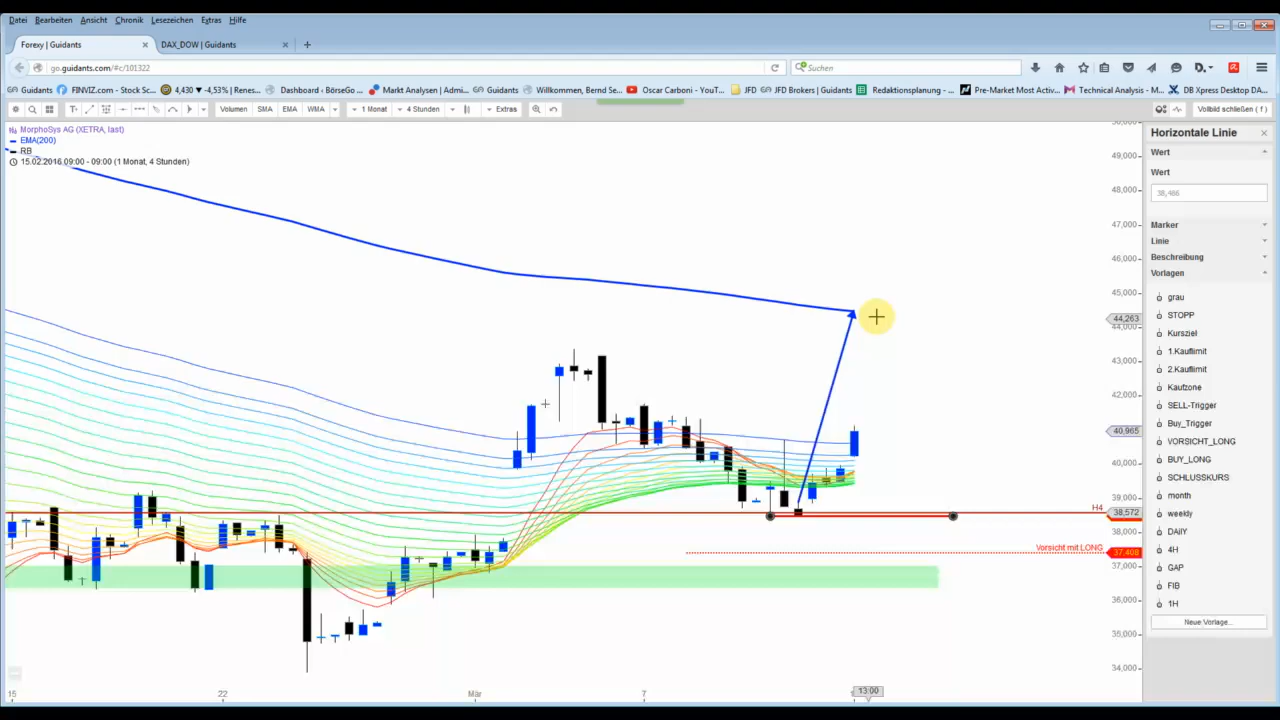 Datei Bearbeiten Ansicht Chronik Lesezeichen Extras Hilfe
Forexy | Guidants × DAX_DOW | Guidants × +
go.guidants.com/#c/101322 Suchen
Guidants FINVIZ.com - Stock Sc... 4,430 ▾ -4,53% | Renes... Dashboard ‹ BörseGo ... Markt Analysen | Admi... Guidants Willkommen, Bernd Se... Oscar Carboni - YouT... JFD JFD Brokers | Guidants Redaktionsplanung - ... Pre-Market Most Activ... Technical Analysis - M... DB Xpress Desktop DA...
Volumen SMA EMA WMA 1 Monat 4 Stunden Extras Vollbild schließen ( f )
MorphoSys AG (XETRA, last)
EMA(200)
RB
15.02.2016 09:00 - 09:00 (1 Monat, 4 Stunden)
49,000
48,000
47,000
46,000
45,000
44,263
44,000
43,000
42,000
40,965
40,000
39,000
H4
38,572
38,000
Vorsicht mit LONG
37,408
37,000
36,000
35,000
34,000
15 22 Mär 7
13:00
Horizontale Linie ×
Wert
Wert
38,466
Marker
Linie
Beschreibung
Vorlagen
grau
STOPP
Kursziel
1.Kauflimit
2.Kauflimit
Kaufzone
SELL-Trigger
Buy_Trigger
VORSICHT_LONG
BUY_LONG
SCHLUSSKURS
month
weekly
DAIlY
4H
GAP
FIB
1H
Neue Vorlage...